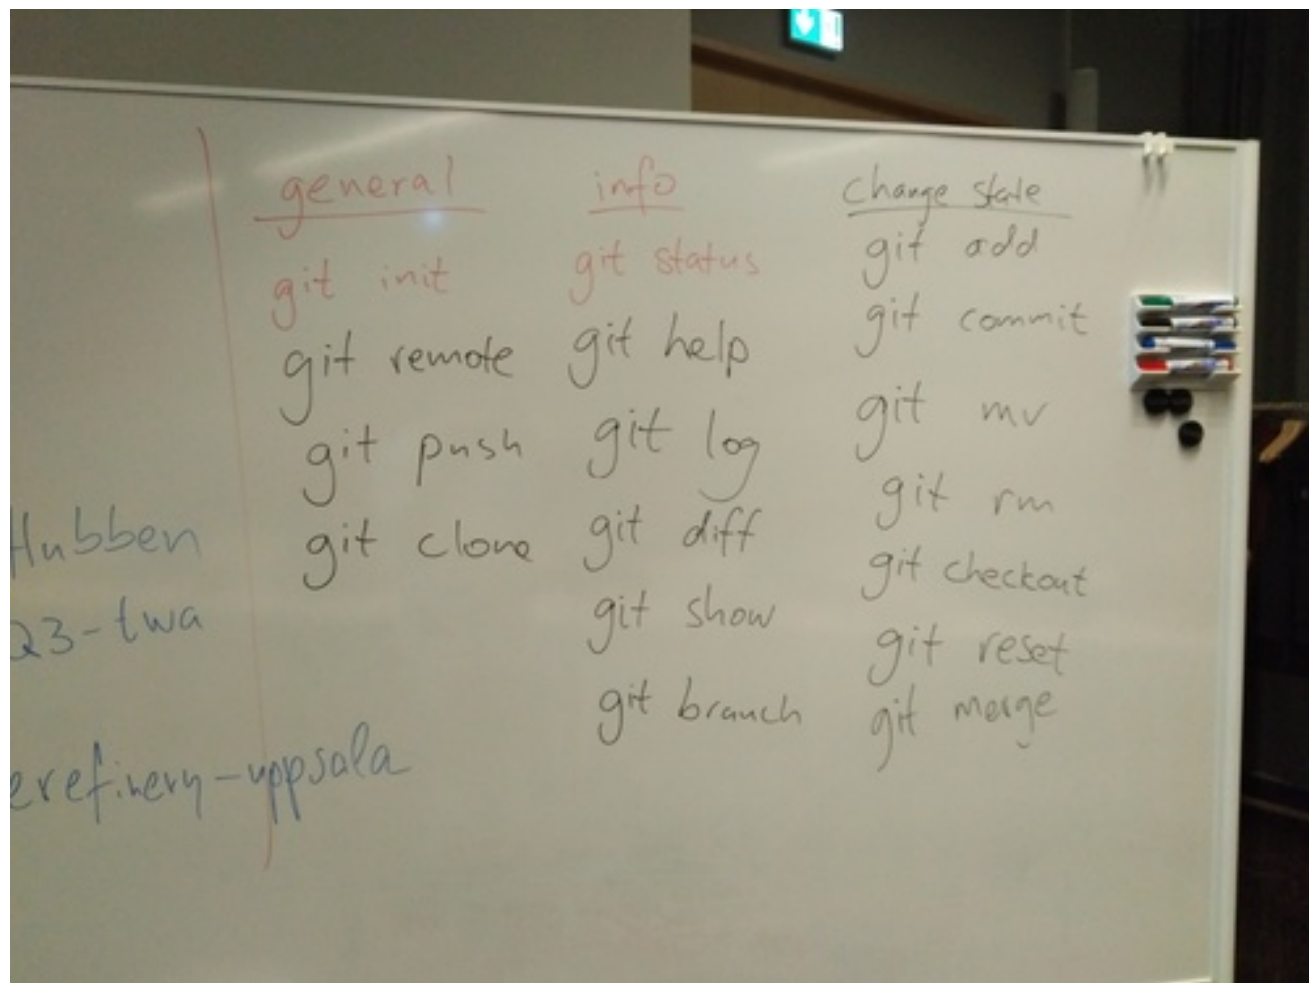 general
git init
git remote
git push
git clone
info
git status
git help
git log
git diff
git show
git branch
change state
git add
git commit
git mv
git rm
git checkout
git reset
git merge
Hubben
Q3-twa
erefinery-uppsala